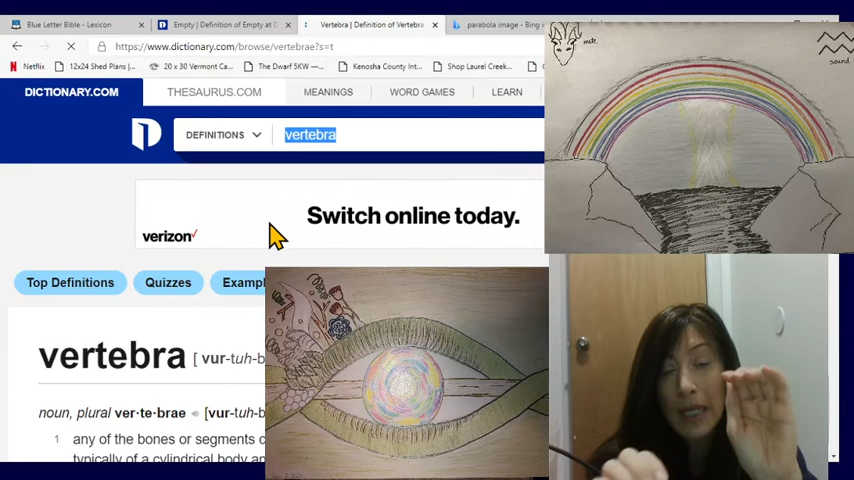 Blue Letter Bible - Lexicon
Empty | Definition of Empty at D
Vertebra | Definition of Vertebra
parabola image - Bing i
https://www.dictionary.com/browse/vertebrae?s=t
Netflix
12x24 Shed Plans | ...
20 x 30 Vermont Ca...
The Dwarf 5KW —...
Kenosha County Int...
Shop Laurel Creek...
DICTIONARY.COM
THESAURUS.COM
MEANINGS
WORD GAMES
LEARN
DEFINITIONS
vertebra
verizon
Switch online today.
Top Definitions
Quizzes
Exampl
vertebra [ vur-tuh-b
noun, plural ver·te·brae [vur-tuh-b
1 any of the bones or segments c
typically of a cylindrical body an
sound